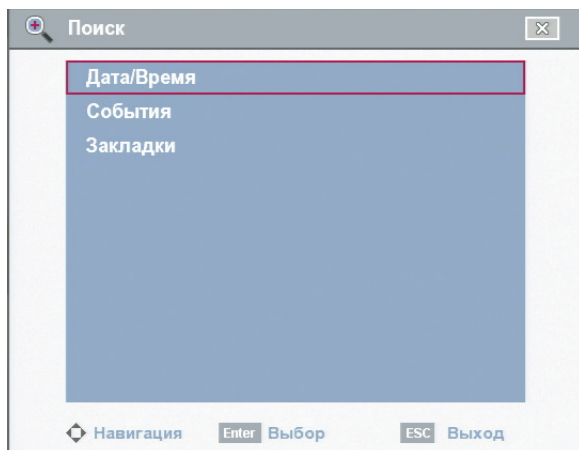 Поиск
Дата/Время
События
Закладки
Навигация Enter Выбор ESC Выход